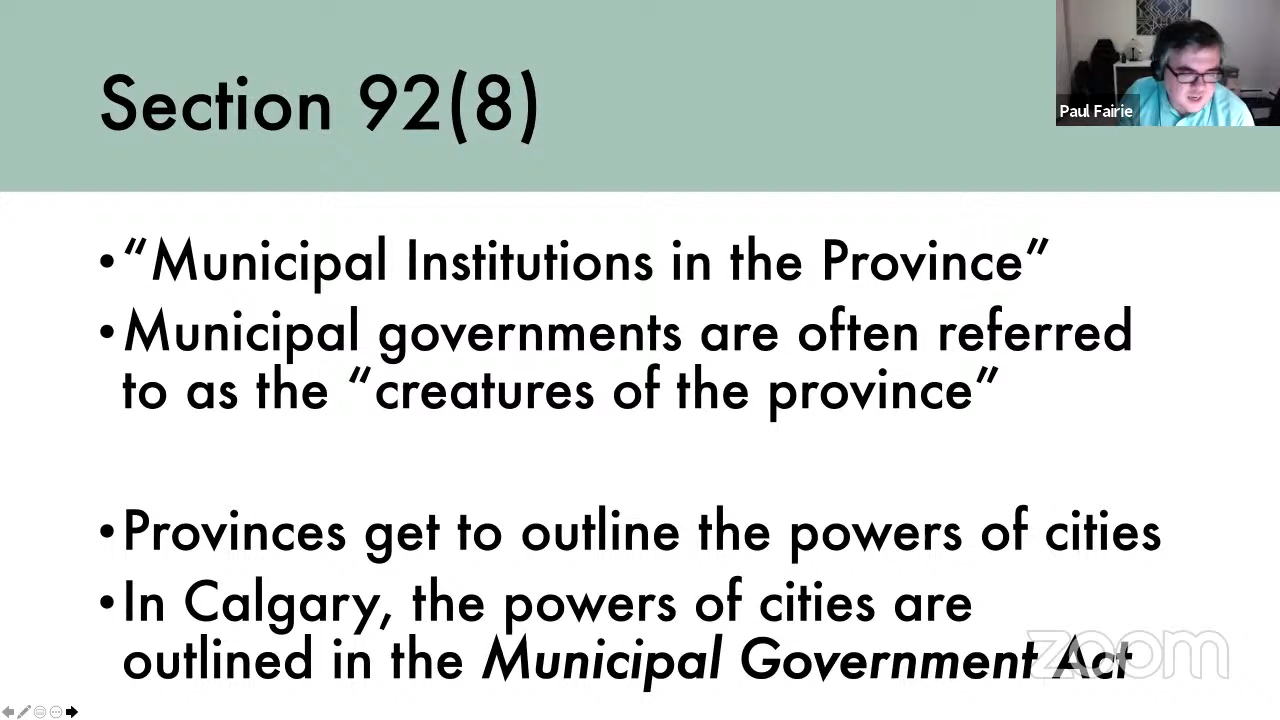 Section 92(8)
Paul Fairie
• “Municipal Institutions in the Province”
• Municipal governments are often referred
to as the “creatures of the province”
• Provinces get to outline the powers of cities
• In Calgary, the powers of cities are
outlined in the Municipal Government Act
zoom